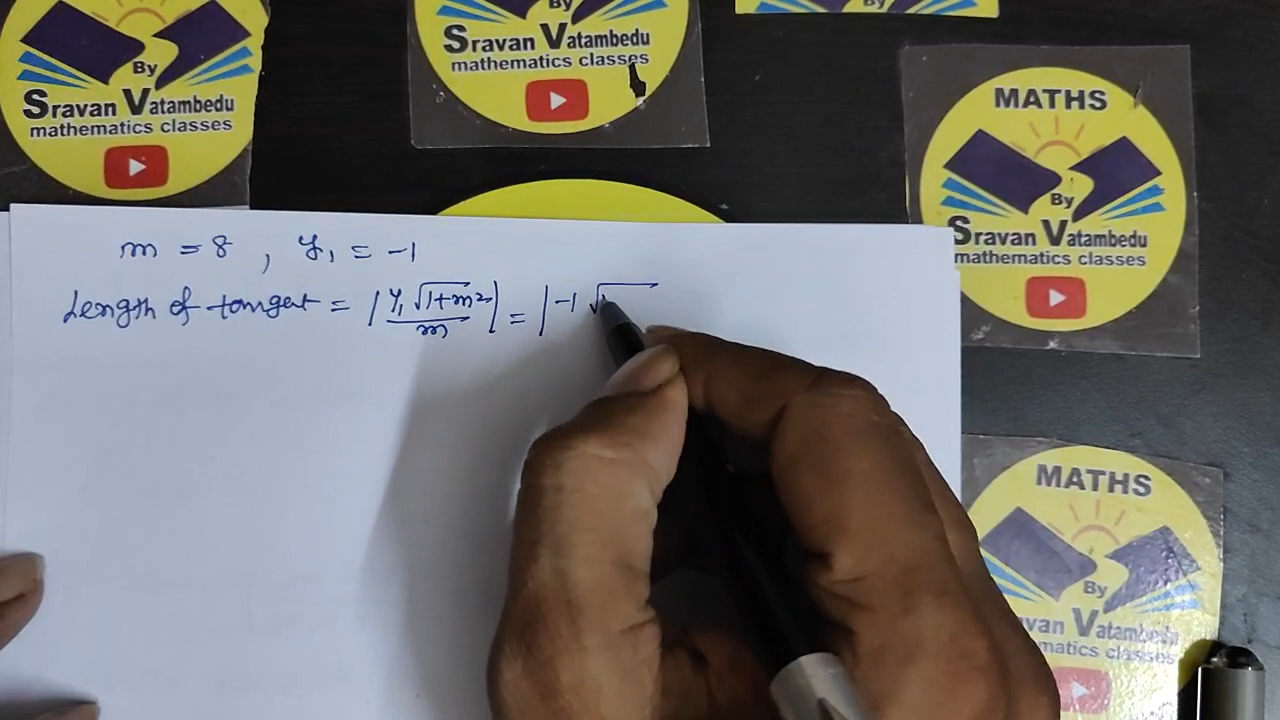 By
Sravan Vatambedu
mathematics classes
By
Sravan Vatambedu
mathematics classes
By
MATHS
By
Sravan Vatambedu
mathematics classes
m = 8 , y₁ = -1
Length of tangent = | y₁ √1+m² / m | = | -1 √
MATHS
By
Vatambedu